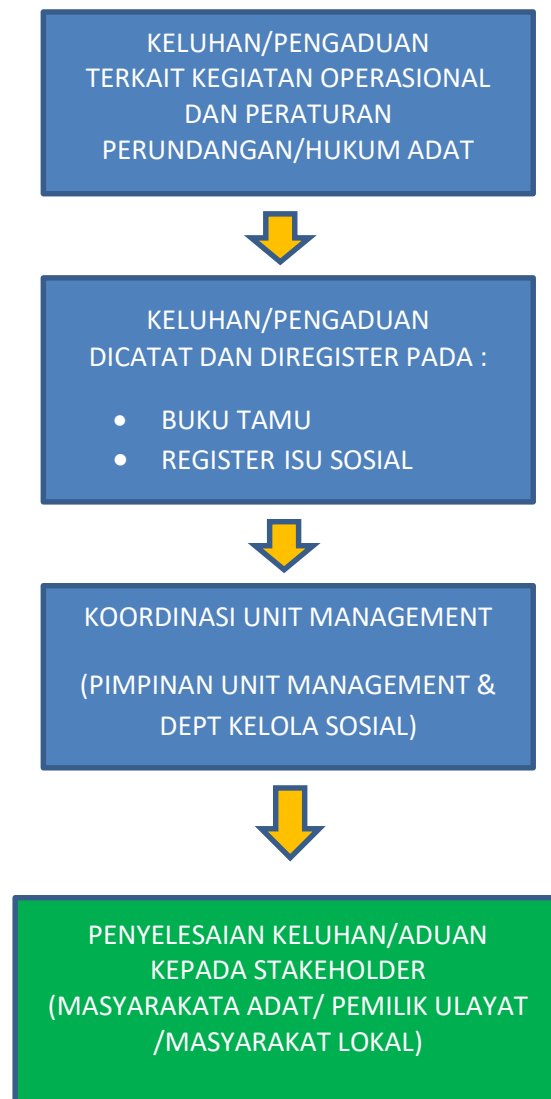 KELUHAN/PENGADUAN
TERKAIT KEGIATAN OPERASIONAL
DAN PERATURAN
PERUNDANGAN/HUKUM ADAT
KELUHAN/PENGADUAN
DICATAT DAN DIREGISTER PADA :
• BUKU TAMU
• REGISTER ISU SOSIAL
KOORDINASI UNIT MANAGEMENT
(PIMPINAN UNIT MANAGEMENT &
DEPT KELOLA SOSIAL)
PENYELESAIAN KELUHAN/ADUAN
KEPADA STAKEHOLDER
(MASYARAKATA ADAT/ PEMILIK ULAYAT
/MASYARAKAT LOKAL)